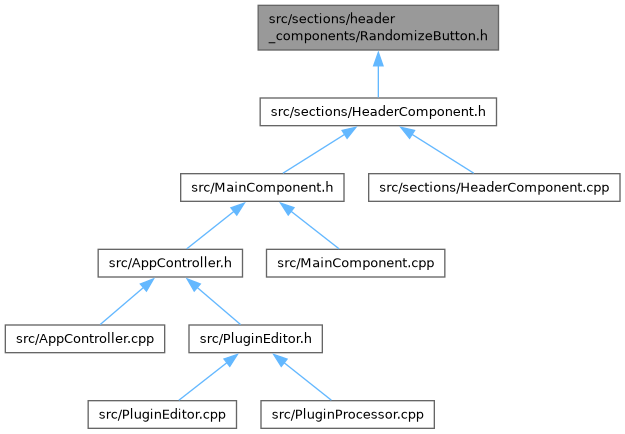 src/sections/header
_components/RandomizeButton.h
src/sections/HeaderComponent.h
src/MainComponent.h
src/sections/HeaderComponent.cpp
src/AppController.h
src/MainComponent.cpp
src/AppController.cpp
src/PluginEditor.h
src/PluginEditor.cpp
src/PluginProcessor.cpp